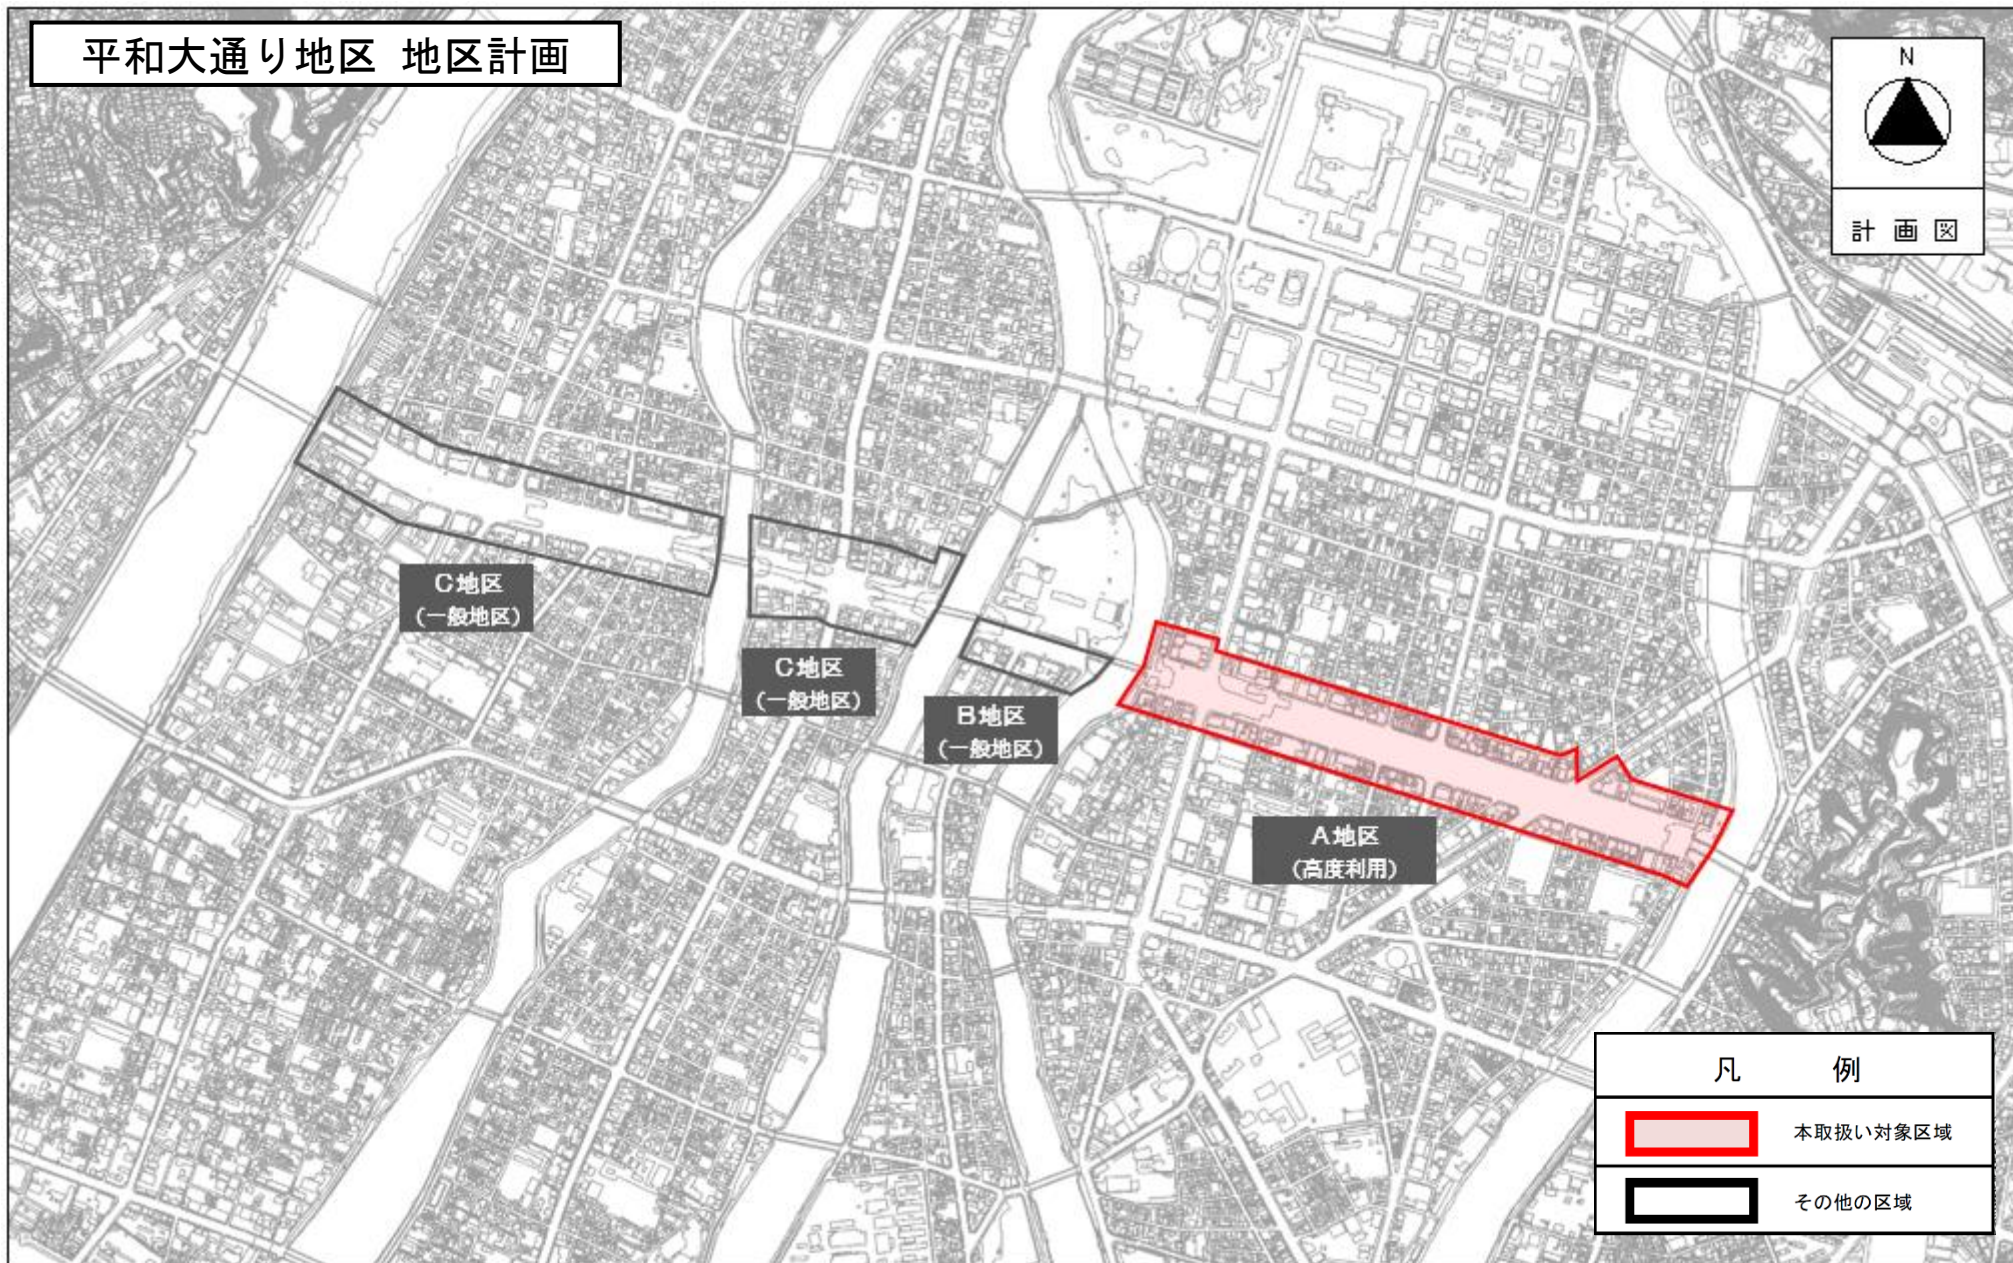 平和大通り地区 地区計画
N
計画図
C地区
(一般地区)
C地区
(一般地区)
B地区
(一般地区)
A地区
(高度利用)
凡 例
本取扱い対象区域
その他の区域